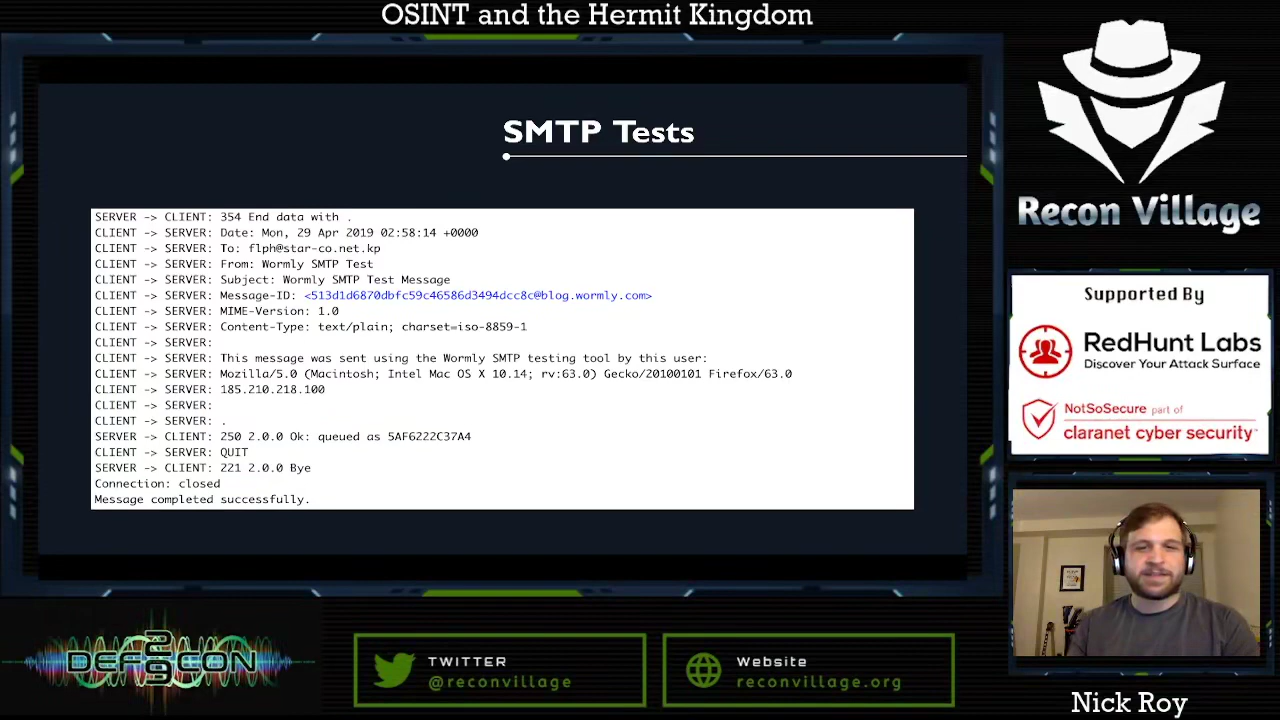 OSINT and the Hermit Kingdom
SMTP Tests
SERVER -> CLIENT: 354 End data with .
CLIENT -> SERVER: Date: Mon, 29 Apr 2019 02:58:14 +0000
CLIENT -> SERVER: To: flph@star-co.net.kp
CLIENT -> SERVER: From: Wormly SMTP Test
CLIENT -> SERVER: Subject: Wormly SMTP Test Message
CLIENT -> SERVER: Message-ID: <513d1d6870dbfc59c46586d3494dcc8c@blog.wormly.com>
CLIENT -> SERVER: MIME-Version: 1.0
CLIENT -> SERVER: Content-Type: text/plain; charset=iso-8859-1
CLIENT -> SERVER:
CLIENT -> SERVER: This message was sent using the Wormly SMTP testing tool by this user:
CLIENT -> SERVER: Mozilla/5.0 (Macintosh; Intel Mac OS X 10.14; rv:63.0) Gecko/20100101 Firefox/63.0
CLIENT -> SERVER: 185.210.218.100
CLIENT -> SERVER:
CLIENT -> SERVER: .
SERVER -> CLIENT: 250 2.0.0 Ok: queued as 5AF6222C37A4
CLIENT -> SERVER: QUIT
SERVER -> CLIENT: 221 2.0.0 Bye
Connection: closed
Message completed successfully.
Recon Village
Supported By
RedHunt Labs
Discover Your Attack Surface
NotSoSecure part of
claranet cyber security
DEFCON
29
TWITTER
@reconvillage
Website
reconvillage.org
Nick Roy